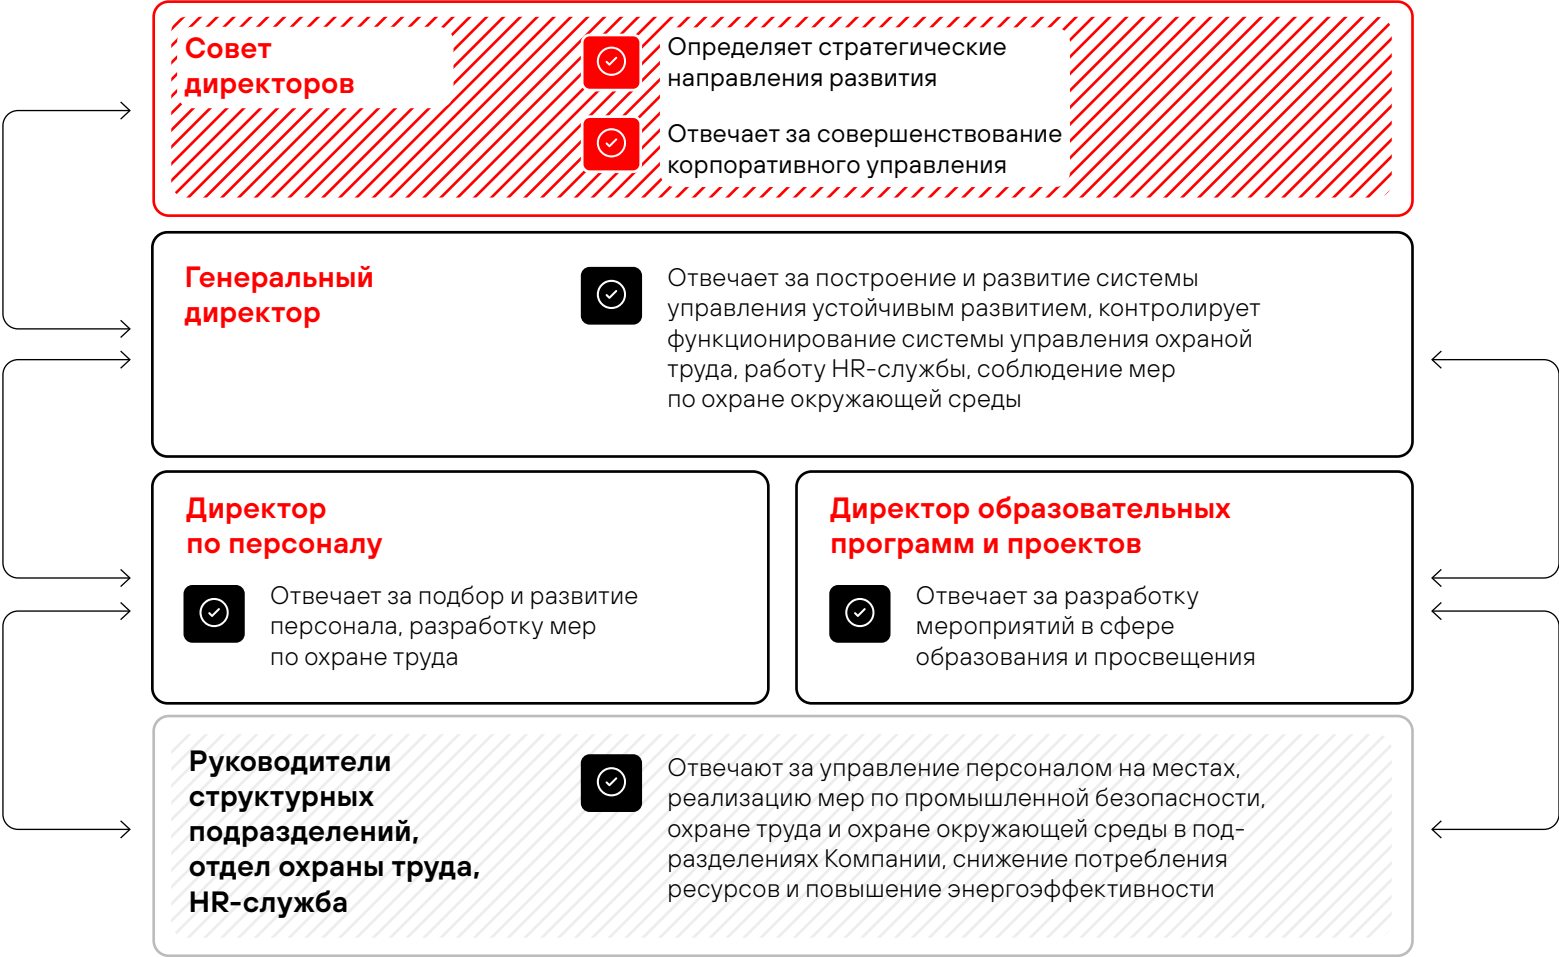 Совет
директоров
Определяет стратегические
направления развития
Отвечает за совершенствование
корпоративного управления
Генеральный
директор
Отвечает за построение и развитие системы
управления устойчивым развитием, контролирует
функционирование системы управления охраной
труда, работу HR-службы, соблюдение мер
по охране окружающей среды
Директор
по персоналу
Отвечает за подбор и развитие
персонала, разработку мер
по охране труда
Директор образовательных
программ и проектов
Отвечает за разработку
мероприятий в сфере
образования и просвещения
Руководители
структурных
подразделений,
отдел охраны труда,
HR-служба
Отвечают за управление персоналом на местах,
реализацию мер по промышленной безопасности,
охране труда и охране окружающей среды в под-
разделениях Компании, снижение потребления
ресурсов и повышение энергоэффективности